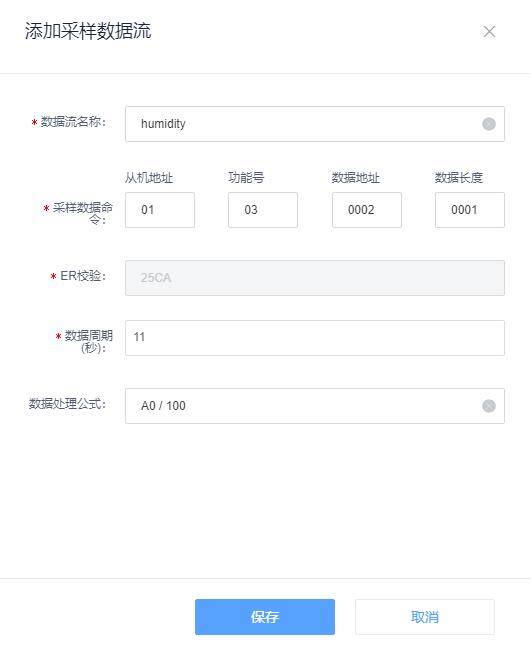 添加采样数据流
* 数据流名称:
humidity
从机地址 功能号 数据地址 数据长度
* 采样数据命
令:
01 03 0002 0001
* ER校验:
25CA
* 数据周期
(秒):
11
数据处理公式:
A0 / 100
保存 取消